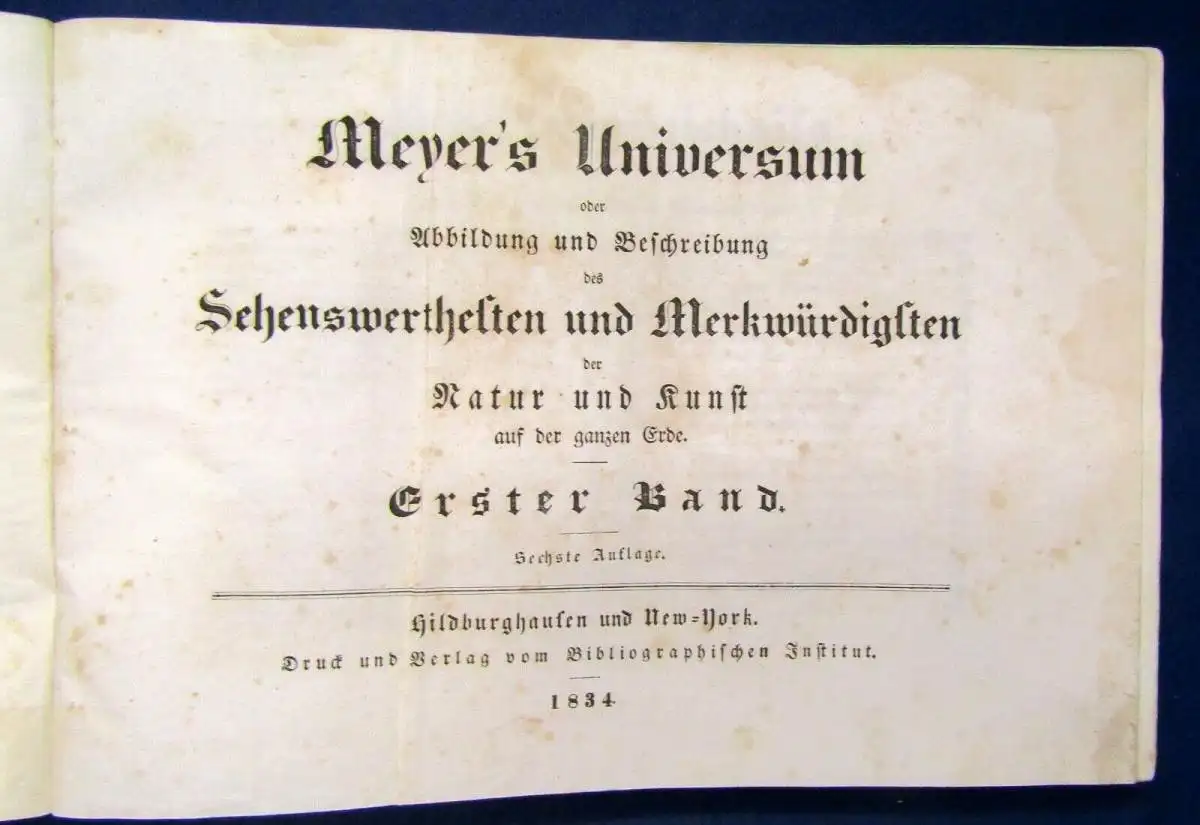 Meyer's Universum
oder
Abbildung und Beschreibung
des
Sehenswerthesten und Merkwürdigsten
der
Natur und Kunst
auf der ganzen Erde.
Erster Band.
Sechste Auflage.
Hildburghausen und New-York.
Druck und Verlag vom Bibliographischen Institut.
1834